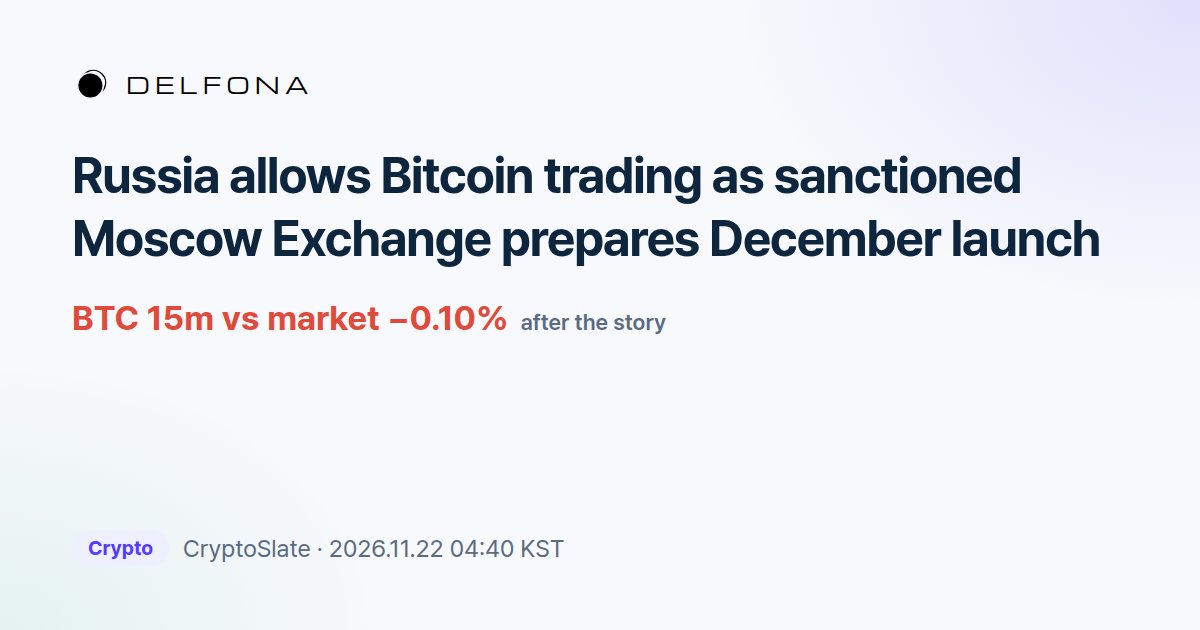 DELFONA
Russia allows Bitcoin trading as sanctioned
Moscow Exchange prepares December launch
BTC 15m vs market −0.10% after the story
Crypto CryptoSlate · 2026.11.22 04:40 KST